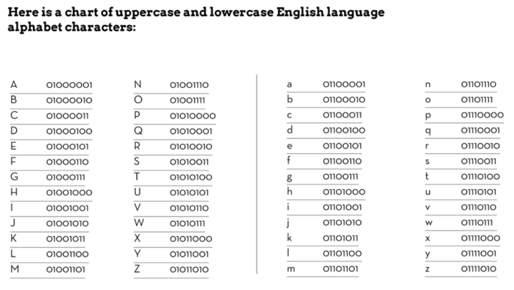 Here is a chart of uppercase and lowercase English language
alphabet characters:
A 01000001 N 01001110 a 01100001 n 01101110
B 01000010 O 01001111 b 01100010 o 01101111
C 01000011 P 01010000 c 01100011 p 01110000
D 01000100 Q 01010001 d 01100100 q 01110001
E 01000101 R 01010010 e 01100101 r 01110010
F 01000110 S 01010011 f 01100110 s 01110011
G 01000111 T 01010100 g 01100111 t 01110100
H 01001000 U 01010101 h 01101000 u 01110101
I 01001001 V 01010110 i 01101001 v 01110110
J 01001010 W 01010111 j 01101010 w 01110111
K 01001011 X 01011000 k 01101011 x 01111000
L 01001100 Y 01011001 l 01101100 y 01111001
M 01001101 Z 01011010 m 01101101 z 01111010